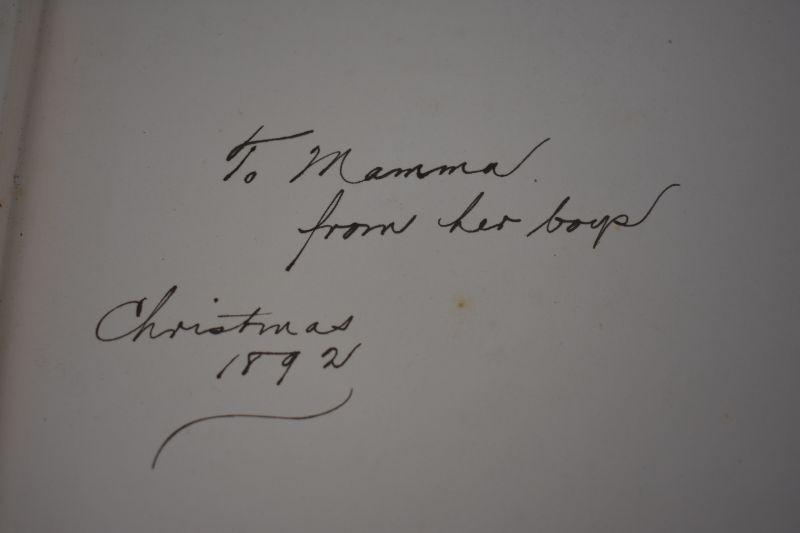 To Mamma
from her boys
Christmas
1892